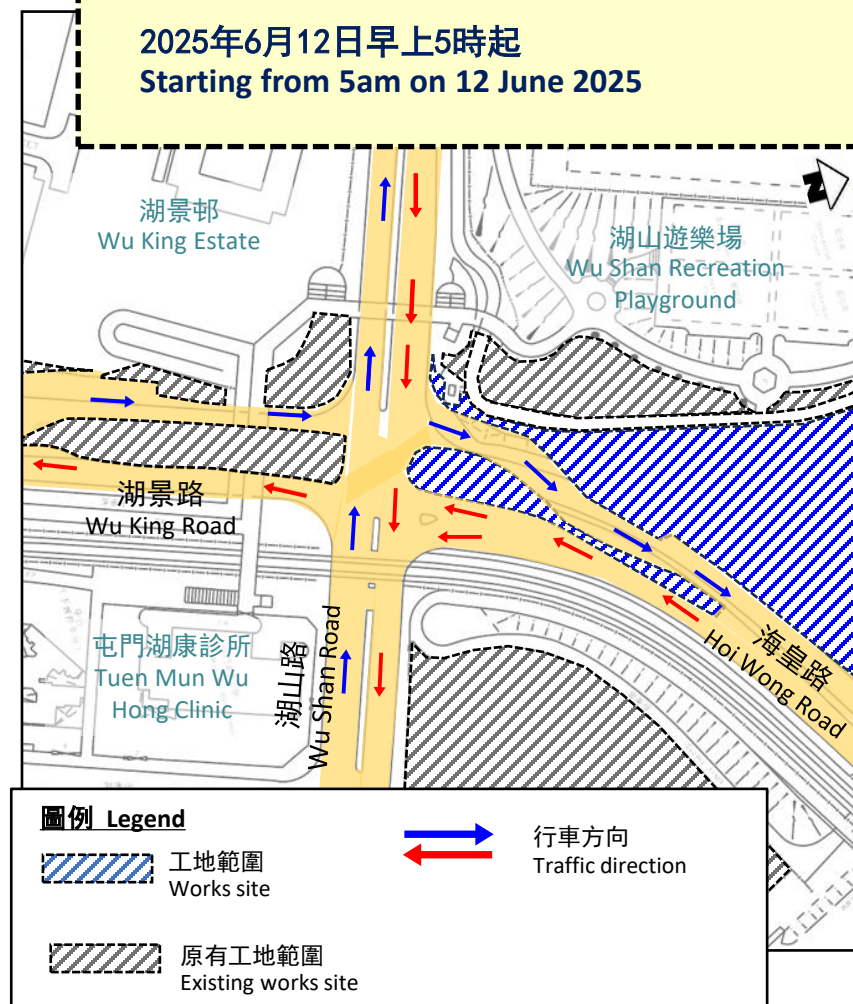 2025年6月12日早上5時起
Starting from 5am on 12 June 2025
湖景邨
Wu King Estate
湖山遊樂場
Wu Shan Recreation
Playground
N
湖景路
Wu King Road
屯門湖康診所
Tuen Mun Wu
Hong Clinic
湖山路
Wu Shan Road
海皇路
Hoi Wong Road
圖例 Legend
工地範圍
Works site
行車方向
Traffic direction
原有工地範圍
Existing works site